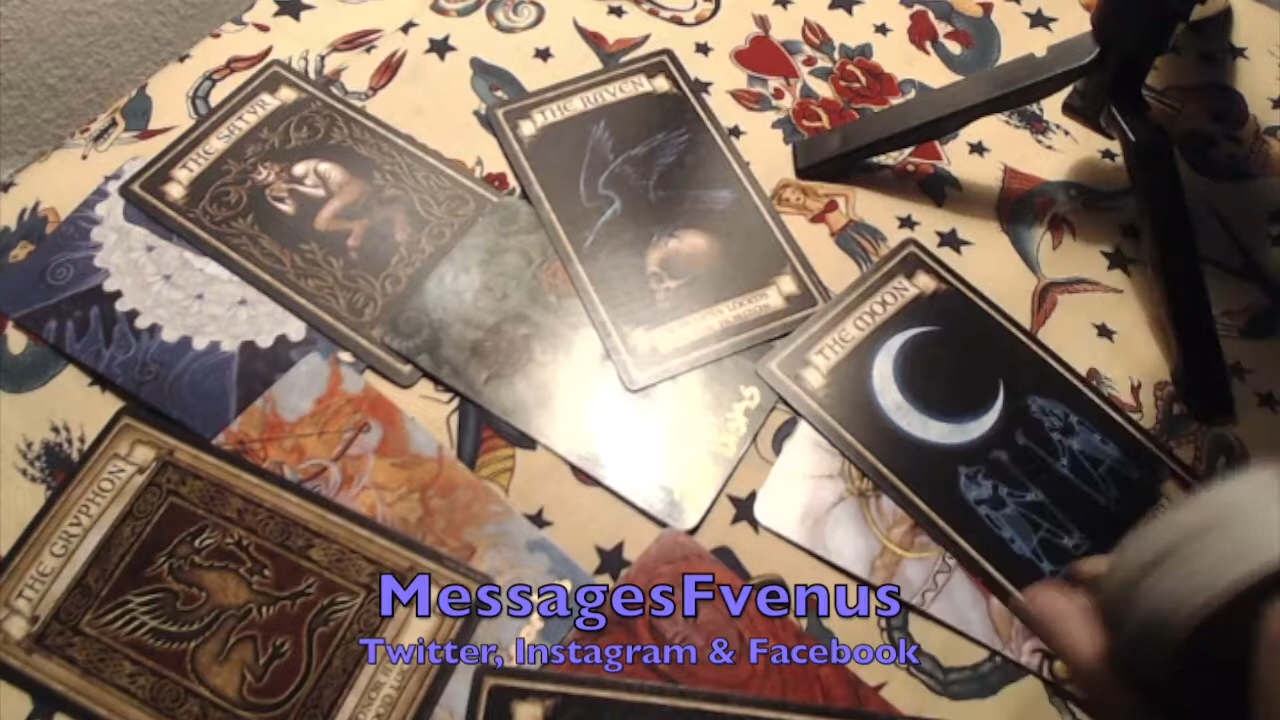 THE SATYR
THE RAVEN
THE MOON
THE GRYPHON
MessagesFvenus
Twitter, Instagram & Facebook